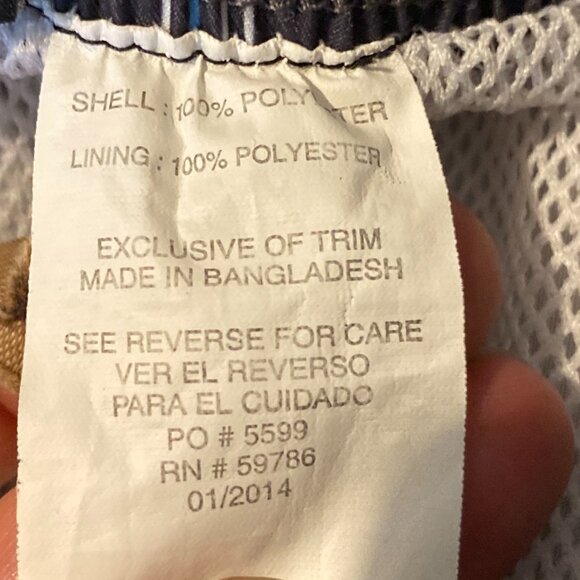 SHELL : 100% POLYESTER
LINING : 100% POLYESTER
EXCLUSIVE OF TRIM
MADE IN BANGLADESH
SEE REVERSE FOR CARE
VER EL REVERSO
PARA EL CUIDADO
PO # 5599
RN # 59786
01/2014